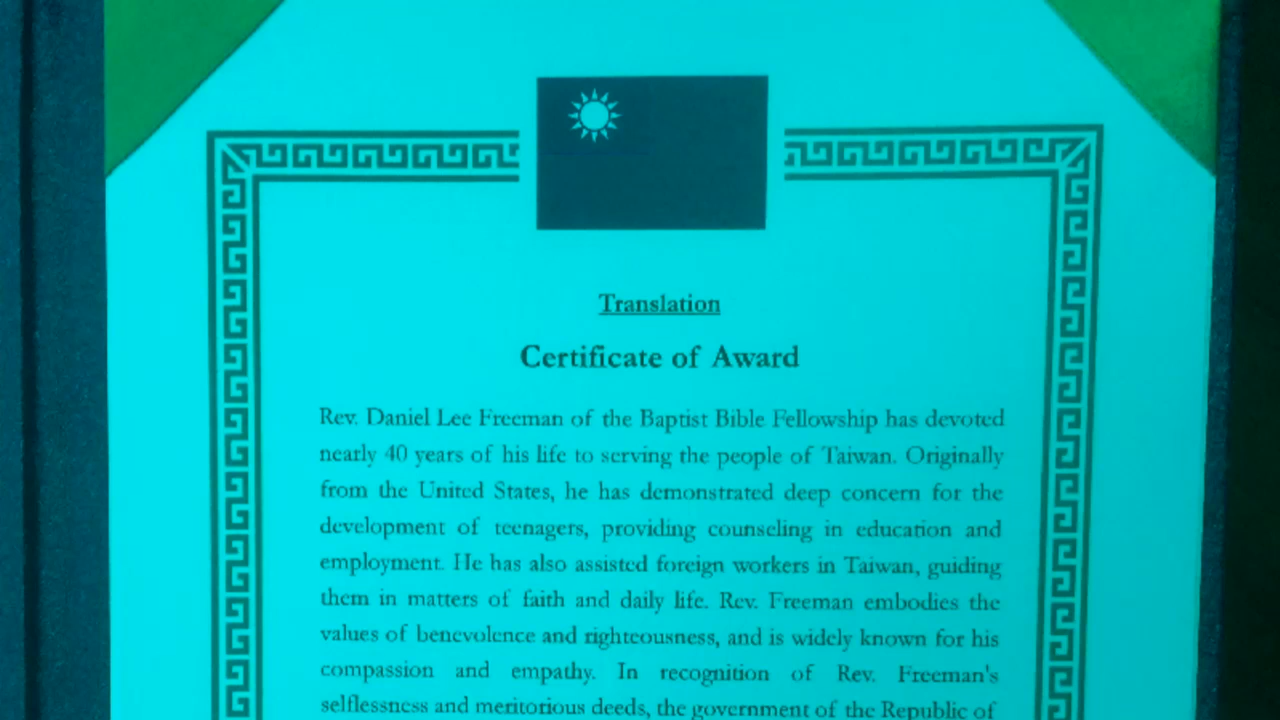 Translation
Certificate of Award
Rev. Daniel Lee Freeman of the Baptist Bible Fellowship has devoted
nearly 40 years of his life to serving the people of Taiwan. Originally
from the United States, he has demonstrated deep concern for the
development of teenagers, providing counseling in education and
employment. He has also assisted foreign workers in Taiwan, guiding
them in matters of faith and daily life. Rev. Freeman embodies the
values of benevolence and righteousness, and is widely known for his
compassion and empathy. In recognition of Rev. Freeman's
selflessness and meritorious deeds, the government of the Republic of